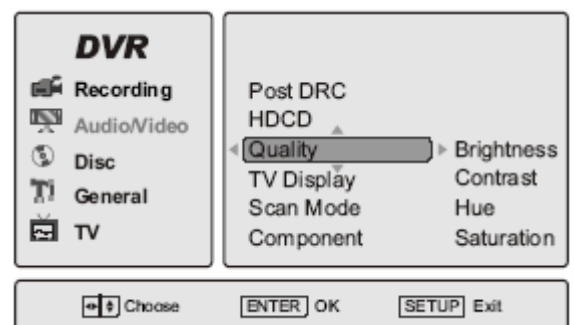 DVR
Recording
Audio/Video
Disc
General
TV
Post DRC
HDCD
Quality
TV Display
Scan Mode
Component
Brightness
Contrast
Hue
Saturation
Choose
ENTER OK
SETUP Exit